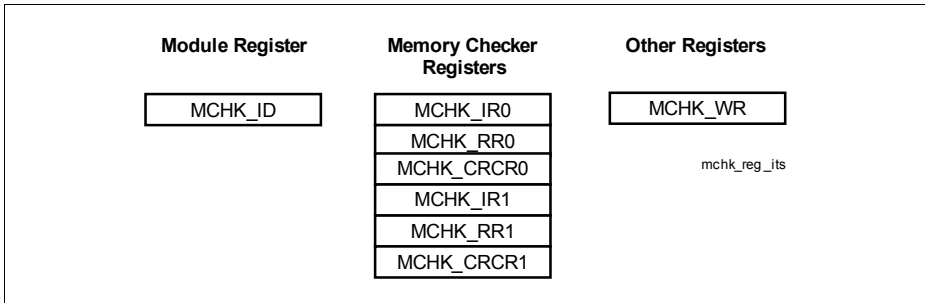 Module Register
MCHK_ID
Memory Checker
Registers
MCHK_IR0
MCHK_RR0
MCHK_CRCR0
MCHK_IR1
MCHK_RR1
MCHK_CRCR1
Other Registers
MCHK_WR
mchk_reg_its